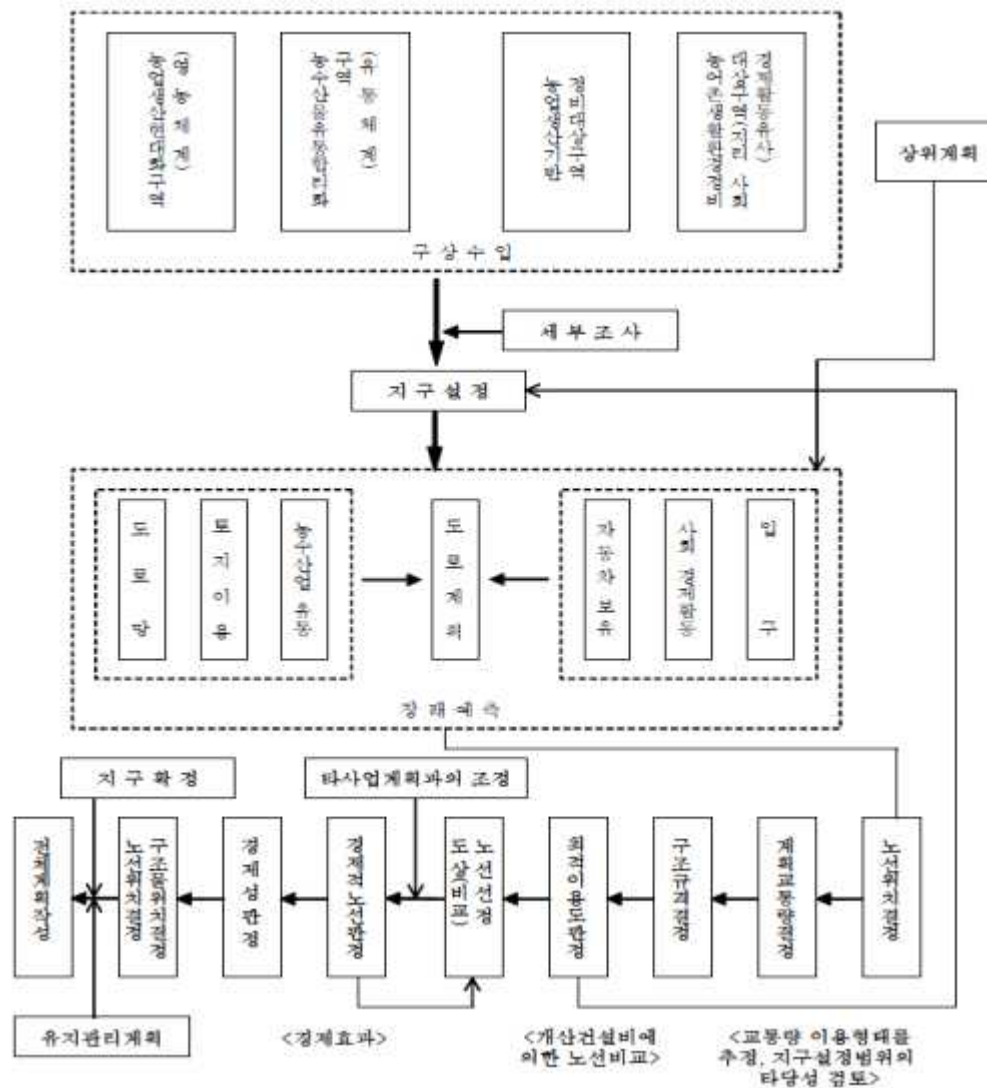 농업생산현대화구역
(영 농 체 계)
농수산물유통합리화
구역
(유 통 체 계)
농업생산기반
정비대상구역
농어촌생활환경정비
대상구역(지리 사회
경제활동유사)
상위계획
구 상 수 입
세 부 조 사
지 구 설 정
도 로 망
토 지 이 용
농수산업 유통
도 로 계 획
자 동 차 보 유
사회 경제활동
인 구
장 래 예 측
지 구 확 정
타사업계획과의 조정
전체계획작성
노선위치결정
구조물위치결정
경 제 성 판 정
경제적 노선판정
도상비교)
노선선정
최적이용도판정
구조규격결정
계획교통량결정
노선위치결정
유지관리계획
<경제효과>
<개산건설비에
의한 노선비교>
<교통량 이용형태를
추정, 지구설정범위의
타당성 검토>